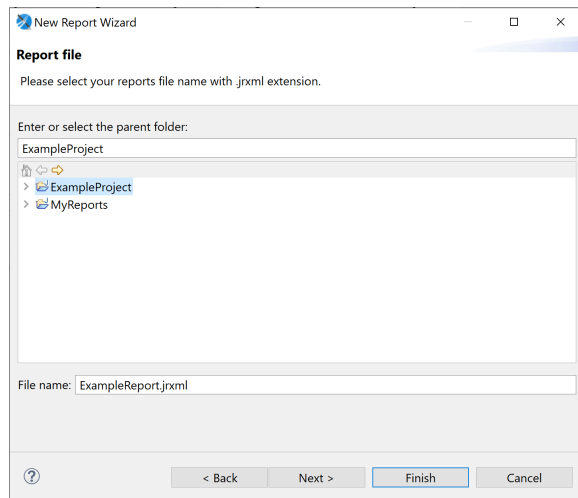 New Report Wizard
Report file
Please select your reports file name with .jrxml extension.
Enter or select the parent folder:
ExampleProject
ExampleProject
MyReports
File name: ExampleReport.jrxml
? < Back Next > Finish Cancel